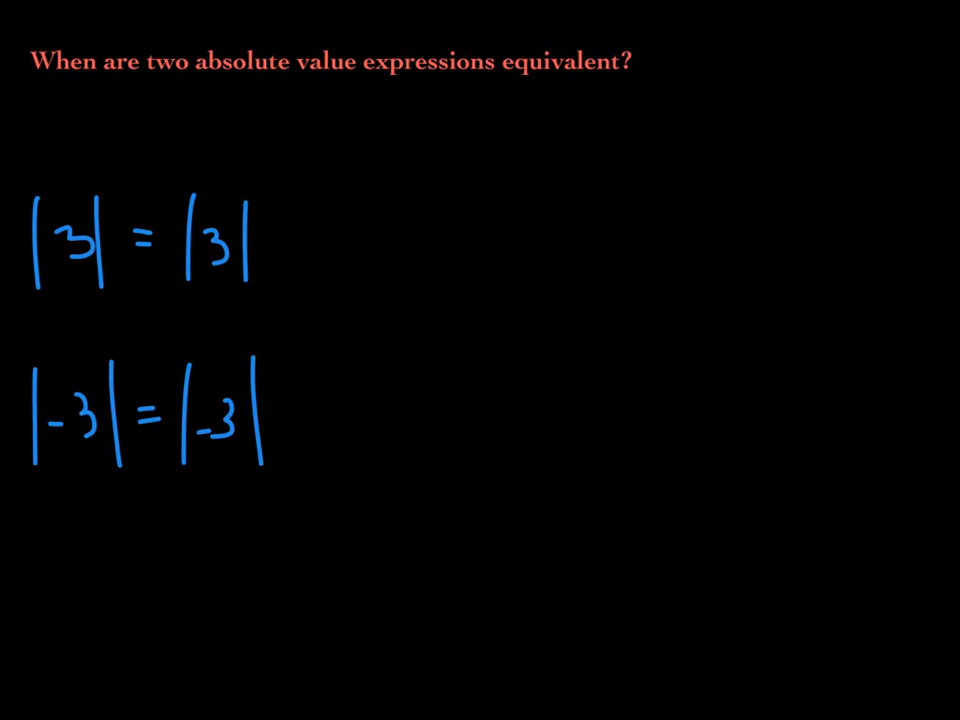 When are two absolute value expressions equivalent?
|3| = |3|
|-3| = |-3|